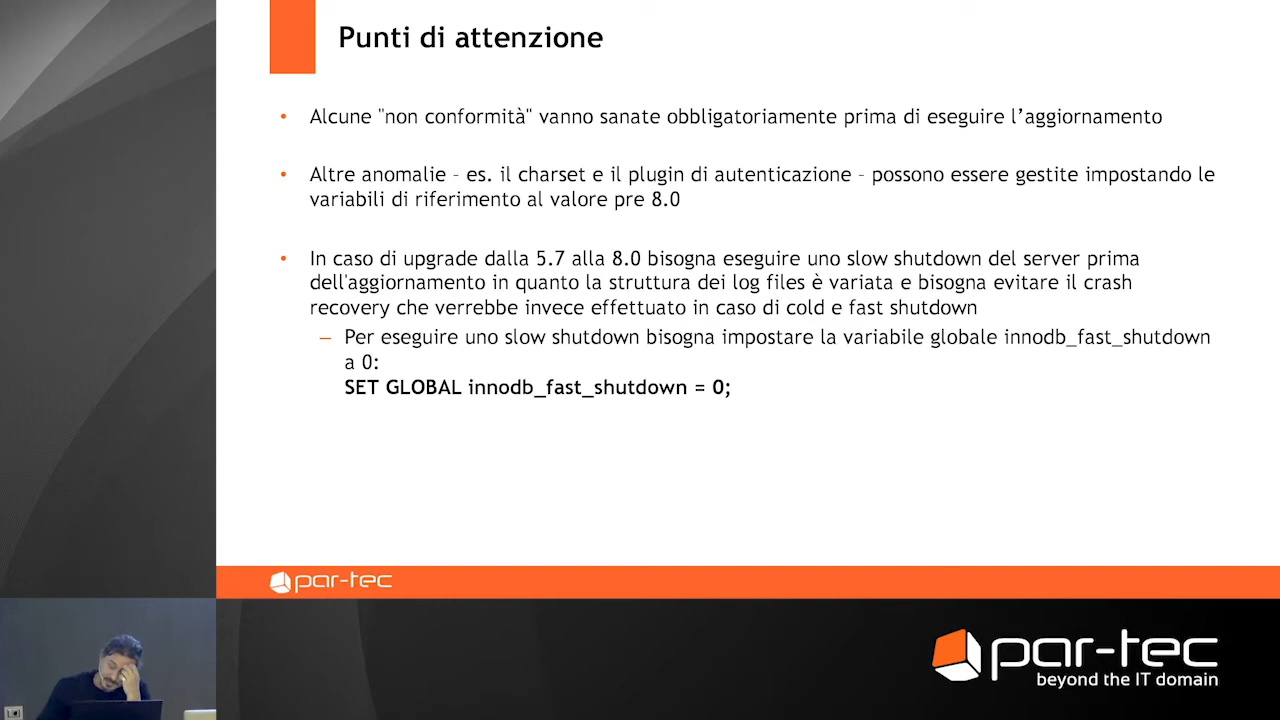 Punti di attenzione
• Alcune "non conformità" vanno sanate obbligatoriamente prima di eseguire l’aggiornamento
• Altre anomalie – es. il charset e il plugin di autenticazione – possono essere gestite impostando le
variabili di riferimento al valore pre 8.0
• In caso di upgrade dalla 5.7 alla 8.0 bisogna eseguire uno slow shutdown del server prima
dell'aggiornamento in quanto la struttura dei log files è variata e bisogna evitare il crash
recovery che verrebbe invece effettuato in caso di cold e fast shutdown
– Per eseguire uno slow shutdown bisogna impostare la variabile globale innodb_fast_shutdown
a 0:
SET GLOBAL innodb_fast_shutdown = 0;
par-tec
par-tec
beyond the IT domain